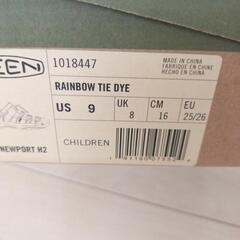 EEN
1018447
MADE IN CHINA
FABRIQUÉ EN CHINE
HECHO EN CHINA
RAINBOW TIE DYE
US 9
UK 8
CM 16
EU 25/26
NEWPORT H2
CHILDREN